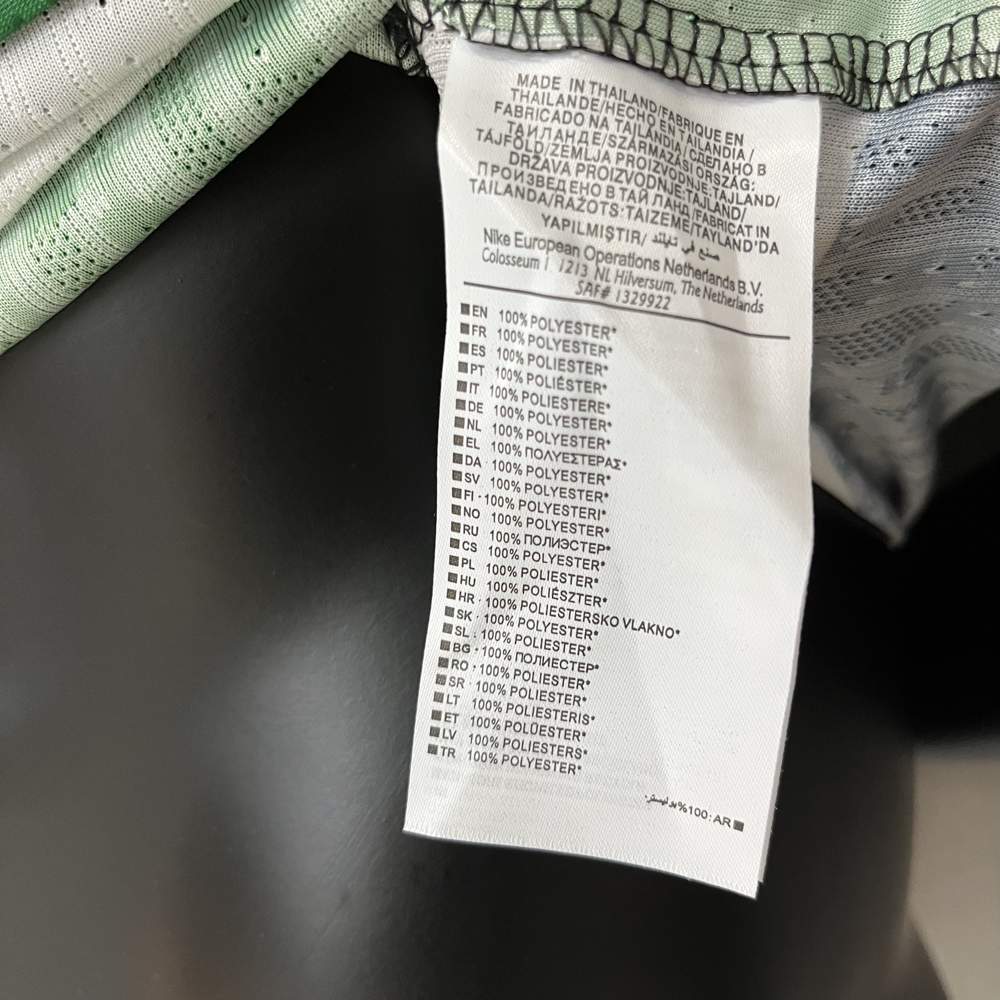 MADE IN THAILAND/FABRIQUE EN
THAILANDE/HECHO EN TAILANDIA/
FABRICADO NA TAILÂNDIA/СДЕЛАНО В
ТАИЛАНДЕ/SZÁRMAZÁSI ORSZÁG:
TÁJFÖLD/ZEMLJA PROIZVODNJE:TAJLAND/
DRŽAVA PROIZVODNJE:TAJLAND/
ПРОИЗВЕДЕНО В ТАЙЛАНД/FABRICAT IN
TAILANDA/RAŽOTS:TAIZEME/TAYLAND'DA
YAPILMIŞTIR/ صنع في تايلند
Nike European Operations Netherlands B.V.
Colosseum 1 1213 NL Hilversum, The Netherlands
SAF# 1329922
EN 100% POLYESTER*
FR 100% POLYESTER*
ES 100% POLIESTER*
PT 100% POLIÉSTER*
IT 100% POLIESTERE*
DE 100% POLYESTER*
NL 100% POLYESTER*
EL 100% ΠΟΛΥΕΣΤΕΡΑΣ*
DA 100% POLYESTER*
SV 100% POLYESTER*
FI 100% POLYESTERI*
NO 100% POLYESTER*
RU 100% ПОЛИЭСТЕР*
CS 100% POLYESTER*
PL 100% POLIESTER*
HU 100% POLIÉSZTER*
HR 100% POLIESTERSKO VLAKNO*
SK 100% POLYESTER*
SL 100% POLIESTER*
BG 100% ПОЛИЕСТЕР*
RO 100% POLIESTER*
SR 100% POLIESTER*
LT 100% POLIESTERIS*
ET 100% POLÜESTER*
LV 100% POLIESTERS*
TR 100% POLYESTER*
AR :100% بوليستر*